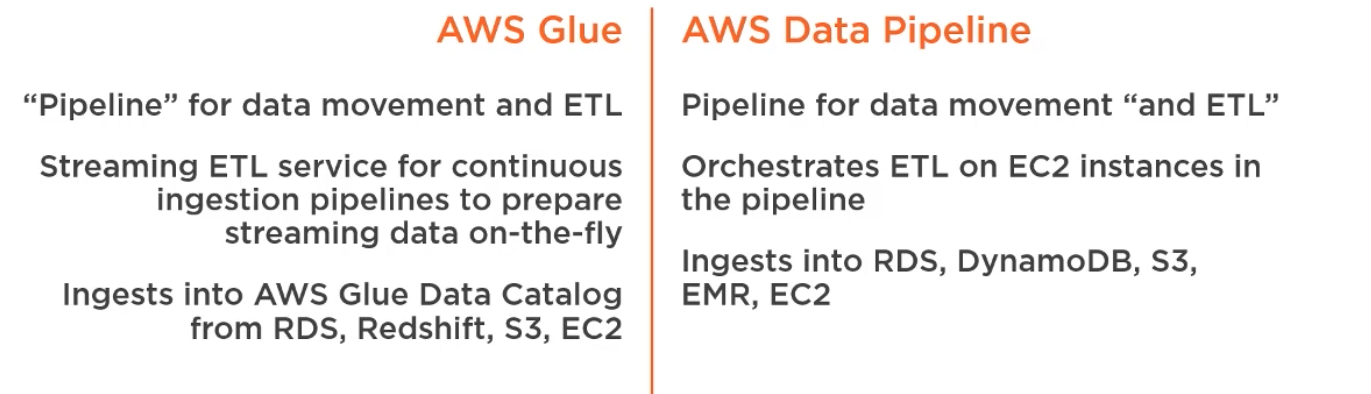 AWS Glue
“Pipeline” for data movement and ETL
Streaming ETL service for continuous
ingestion pipelines to prepare
streaming data on-the-fly
Ingests into AWS Glue Data Catalog
from RDS, Redshift, S3, EC2
AWS Data Pipeline
Pipeline for data movement “and ETL”
Orchestrates ETL on EC2 instances in
the pipeline
Ingests into RDS, DynamoDB, S3,
EMR, EC2